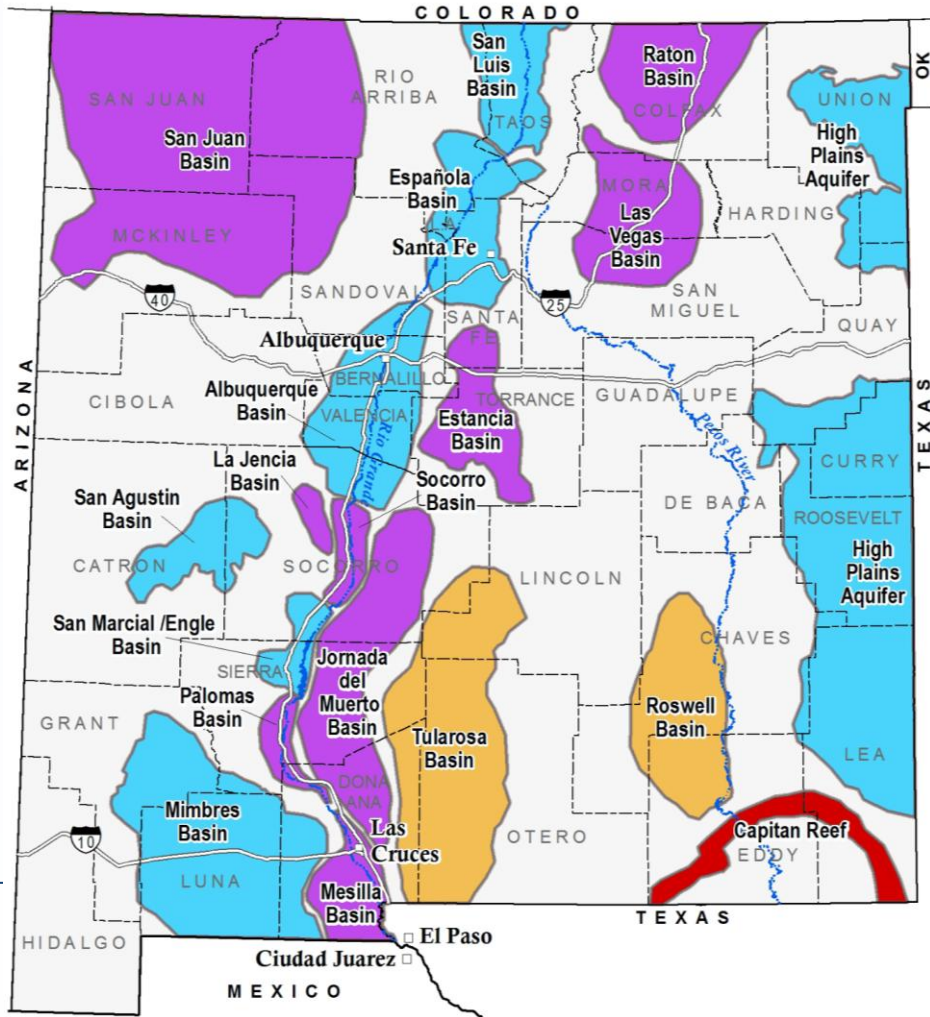 COLORADO
OK
San
Luis
Basin
Raton
Basin
RIO
ARRIBA
SAN JUAN
UNION
COLFAX
TAOS
San Juan
Basin
High
Plains
Aquifer
Española
Basin
MORA
Las
Vegas
Basin
HARDING
MCKINLEY
Santa Fe
SANDOVAL
40
25
SAN
MIGUEL
SANTA
FE
QUAY
Albuquerque
BERNALILLO
ARIZONA
TEXAS
CIBOLA
Albuquerque
Basin
VALENCIA
TORRANCE
GUADALUPE
Estancia
Basin
Rio Grande
Pecos River
La Jencia
Basin
Socorro
Basin
CURRY
San Agustin
Basin
DE BACA
ROOSEVELT
CATRON
SOCORRO
LINCOLN
High
Plains
Aquifer
San Marcial /Engle
Basin
CHAVES
SIERRA
Jornada
del
Muerto
Basin
Palomas
Basin
GRANT
Tularosa
Basin
Roswell
Basin
LEA
DONA
ANA
Mimbres
Basin
Las
Cruces
OTERO
Capitan Reef
EDDY
10
LUNA
Mesilla
Basin
TEXAS
HIDALGO
El Paso
Ciudad Juarez
MEXICO